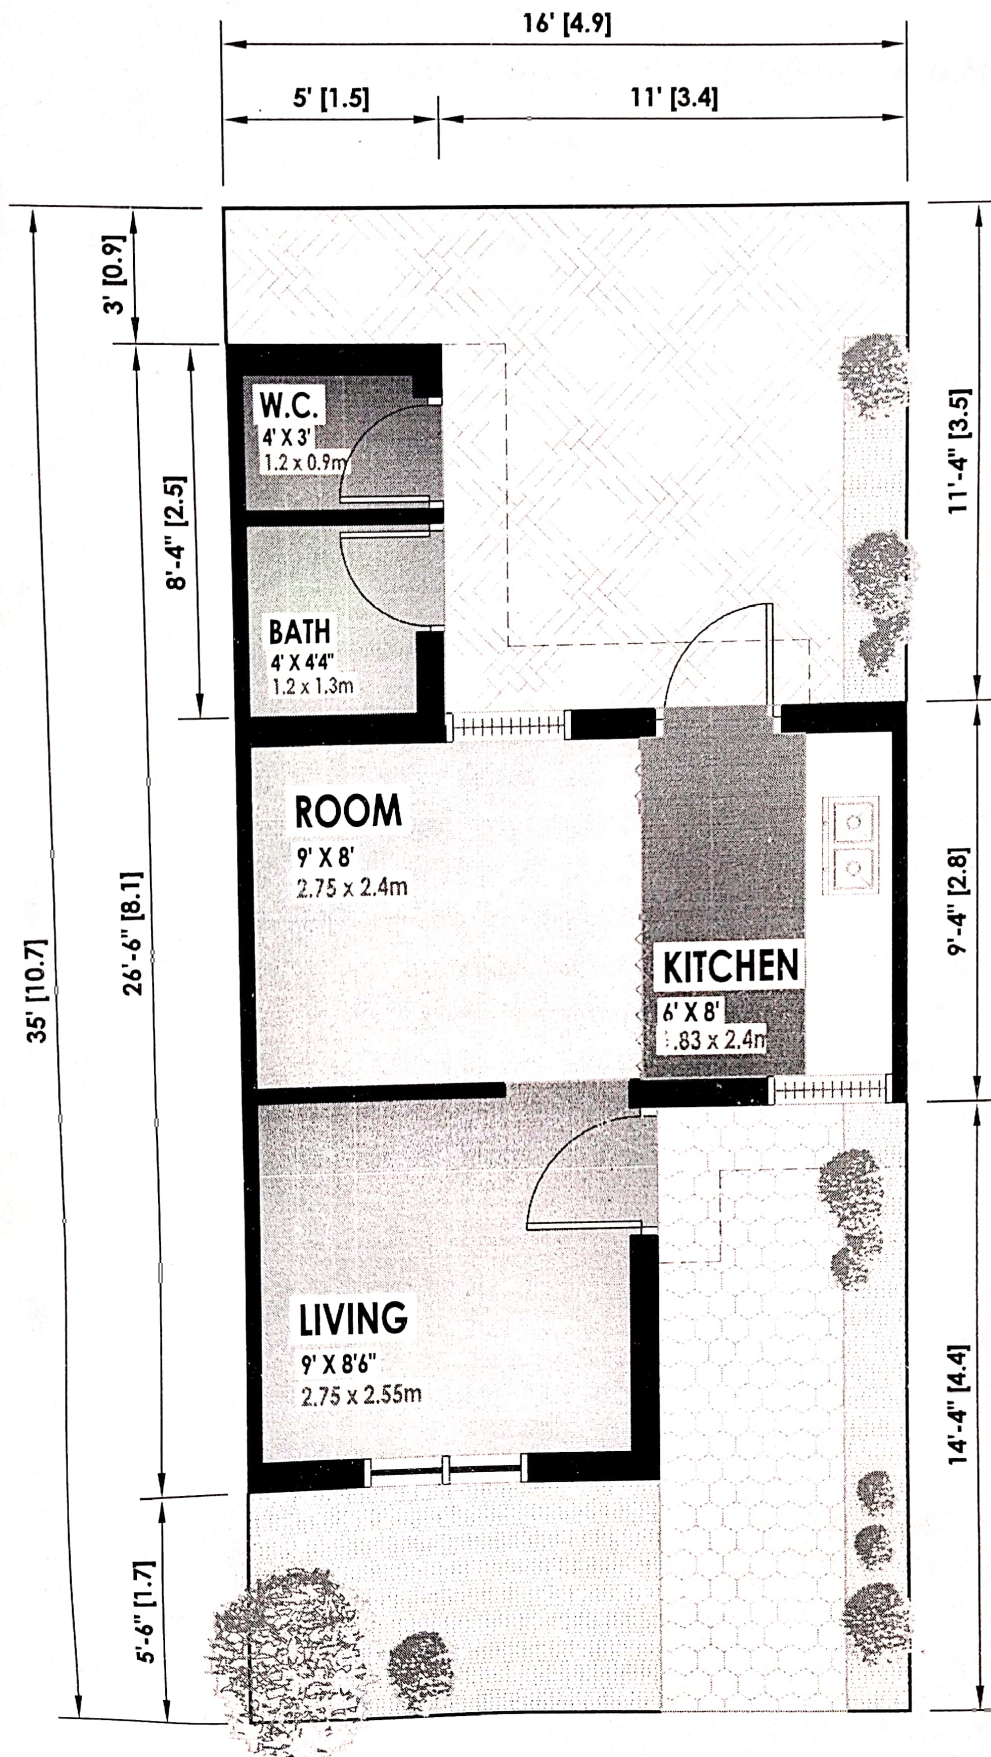 16' [4.9]
5' [1.5]
11' [3.4]
3' [0.9]
W.C.
4' X 3'
1.2 x 0.9m
11'-4" [3.5]
8'-4" [2.5]
BATH
4' X 4'4"
1.2 x 1.3m
ROOM
9' X 8'
2.75 x 2.4m
9'-4" [2.8]
26'-6" [8.1]
35' [10.7]
KITCHEN
6' X 8'
.83 x 2.4m
LIVING
9' X 8'6"
2.75 x 2.55m
14'-4" [4.4]
5'-6" [1.7]